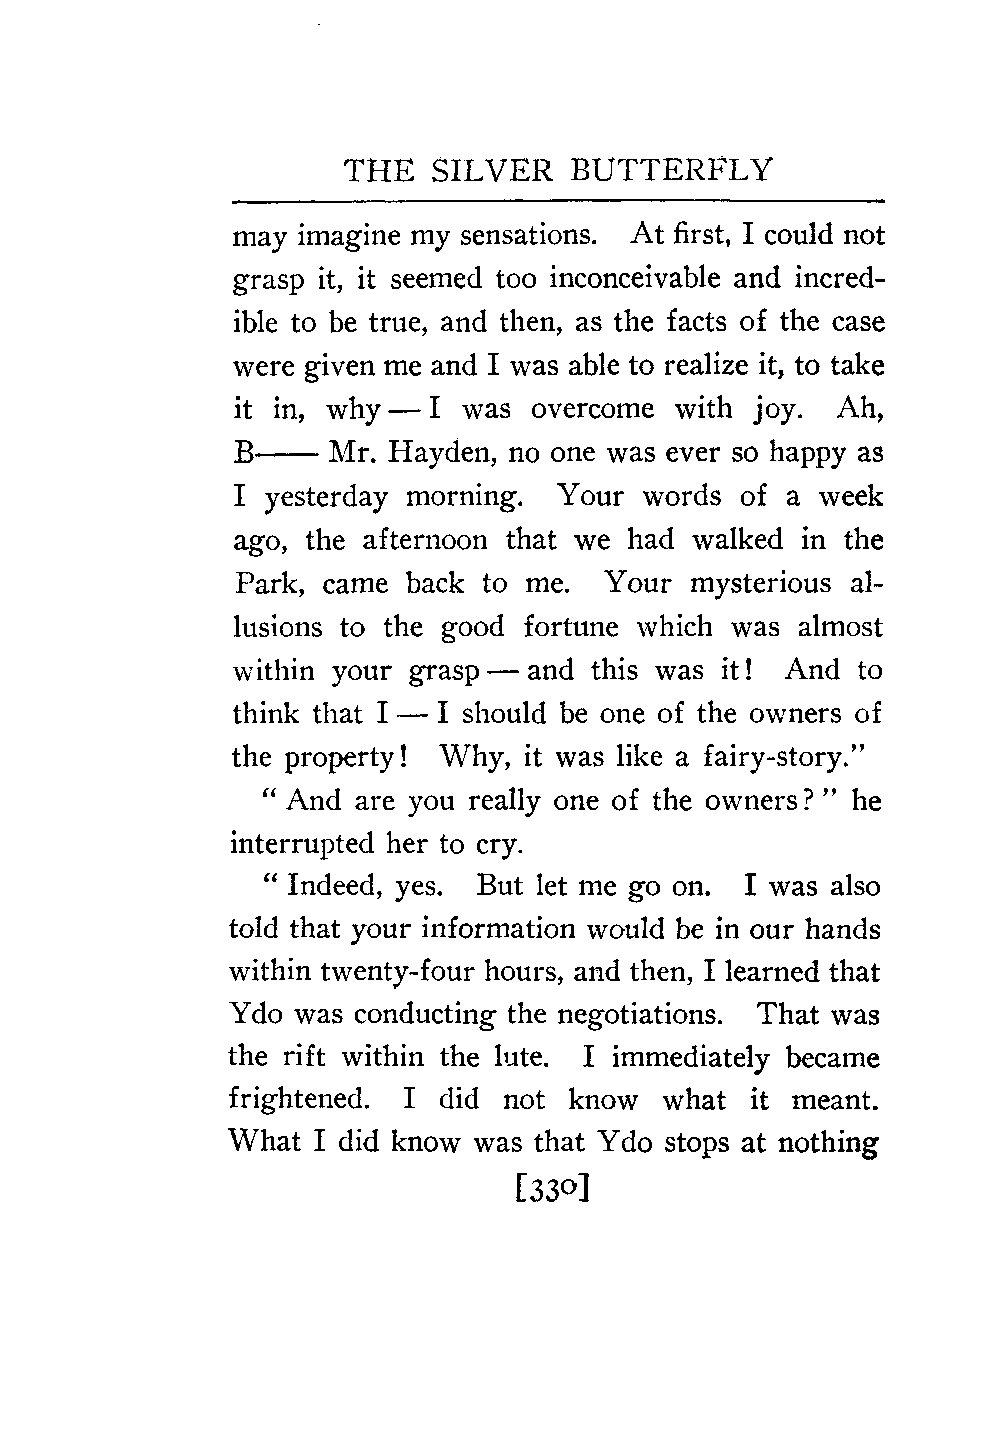 THE SILVER BUTTERFLY
may imagine my sensations. At first, I could not
grasp it, it seemed too inconceivable and incred-
ible to be true, and then, as the facts of the case
were given me and I was able to realize it, to take
it in, why — I was overcome with joy. Ah,
B—— Mr. Hayden, no one was ever so happy as
I yesterday morning. Your words of a week
ago, the afternoon that we had walked in the
Park, came back to me. Your mysterious al-
lusions to the good fortune which was almost
within your grasp — and this was it! And to
think that I — I should be one of the owners of
the property! Why, it was like a fairy-story."
" And are you really one of the owners? " he
interrupted her to cry.
" Indeed, yes. But let me go on. I was also
told that your information would be in our hands
within twenty-four hours, and then, I learned that
Ydo was conducting the negotiations. That was
the rift within the lute. I immediately became
frightened. I did not know what it meant.
What I did know was that Ydo stops at nothing
[330]